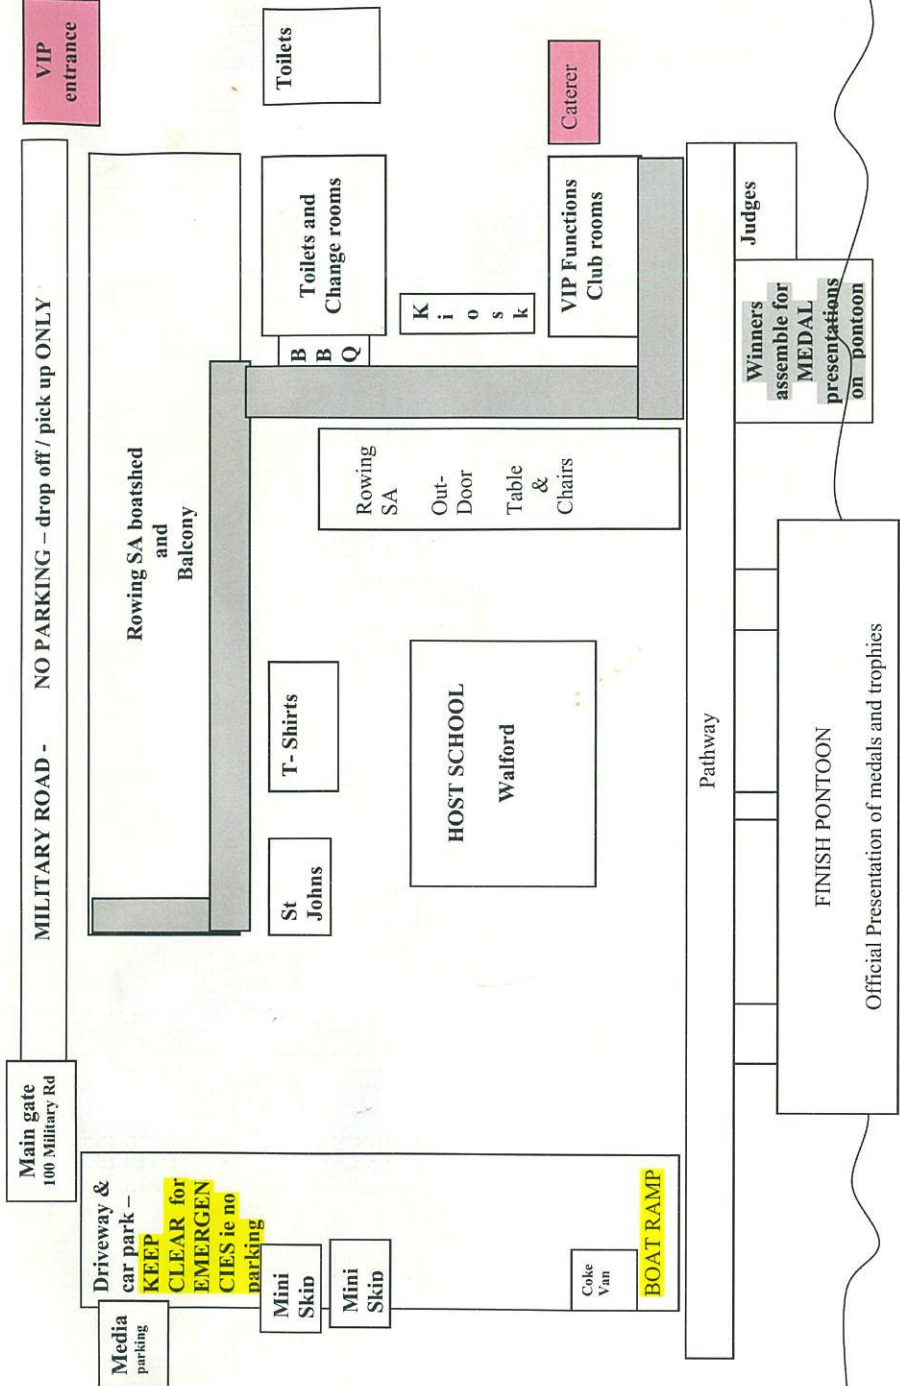 Main gate
100 Military Rd
MILITARY ROAD -   NO PARKING – drop off / pick up ONLY
VIP
entrance
Media
parking
Driveway &
car park –
KEEP
CLEAR for
EMERGEN
CIES ie no
parking
Mini
Skip
Mini
Skip
Coke
Van
BOAT RAMP
Rowing SA boatshed
and
Balcony
St
Johns
T- Shirts
HOST SCHOOL
Walford
Rowing
SA
Out-
Door
Table
&
Chairs
B
B
Q
Toilets and
Change rooms
Toilets
K
i
o
s
k
VIP Functions
Club rooms
Caterer
Pathway
FINISH PONTOON
Official Presentation of medals and trophies
Winners
assemble for
MEDAL
presentations
on pontoon
Judges